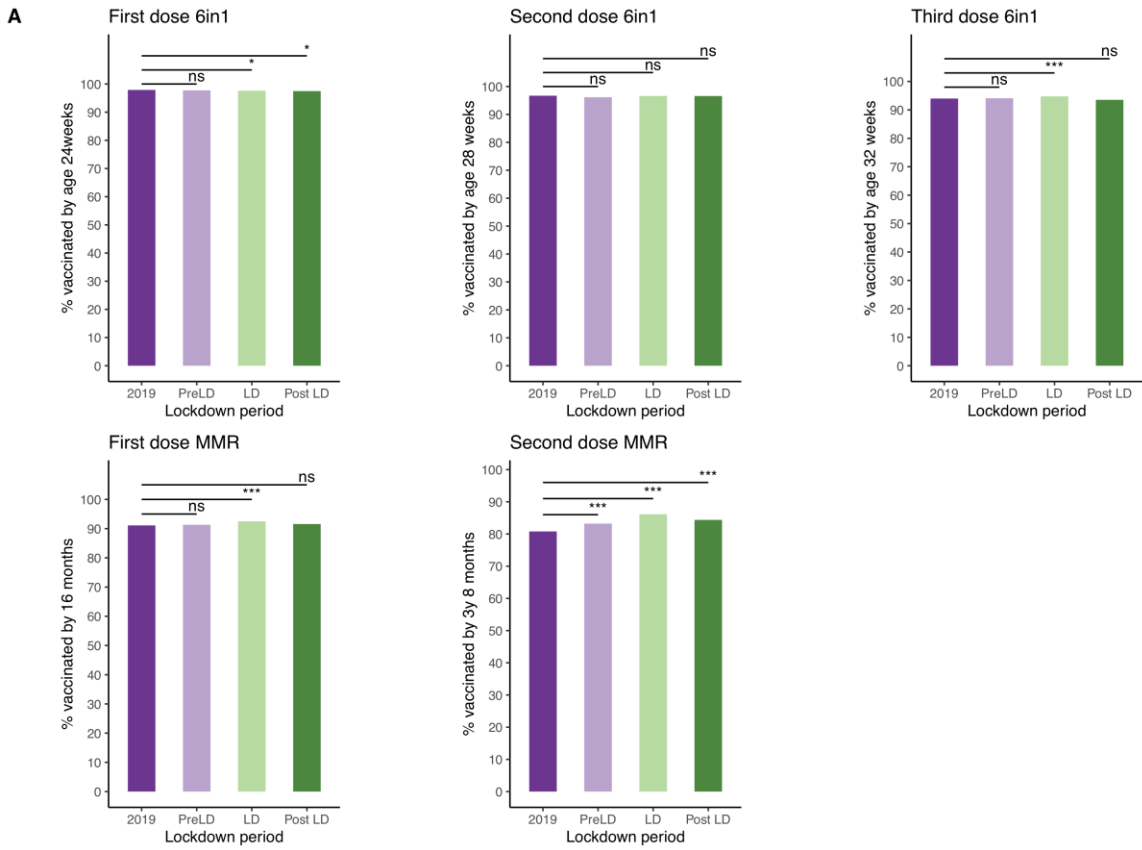 A
First dose 6in1
% vaccinated by age 24weeks
100
90
80
70
60
50
40
30
20
10
0
ns
*
*
2019 PreLD LD Post LD
Lockdown period
Second dose 6in1
% vaccinated by age 28 weeks
100
90
80
70
60
50
40
30
20
10
0
ns
ns
ns
2019 PreLD LD Post LD
Lockdown period
Third dose 6in1
% vaccinated by age 32 weeks
100
90
80
70
60
50
40
30
20
10
0
ns
***
ns
2019 PreLD LD Post LD
Lockdown period
First dose MMR
% vaccinated by 16 months
100
90
80
70
60
50
40
30
20
10
0
ns
***
ns
2019 PreLD LD Post LD
Lockdown period
Second dose MMR
% vaccinated by 3y 8 months
100
90
80
70
60
50
40
30
20
10
0
***
***
***
2019 PreLD LD Post LD
Lockdown period